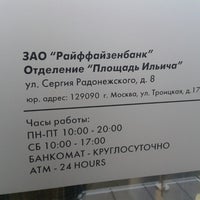 ЗАО "Райффайзенбанк"
Отделение "Площадь Ильича"
ул. Сергия Радонежского, д. 8
юр. адрес: 129090 г. Москва, ул. Троицкая, д.17
Часы работы:
ПН-ПТ 10:00 - 20:00
СБ 10:00 - 17:00
БАНКОМАТ - КРУГЛОСУТОЧНО
ATM - 24 HOURS